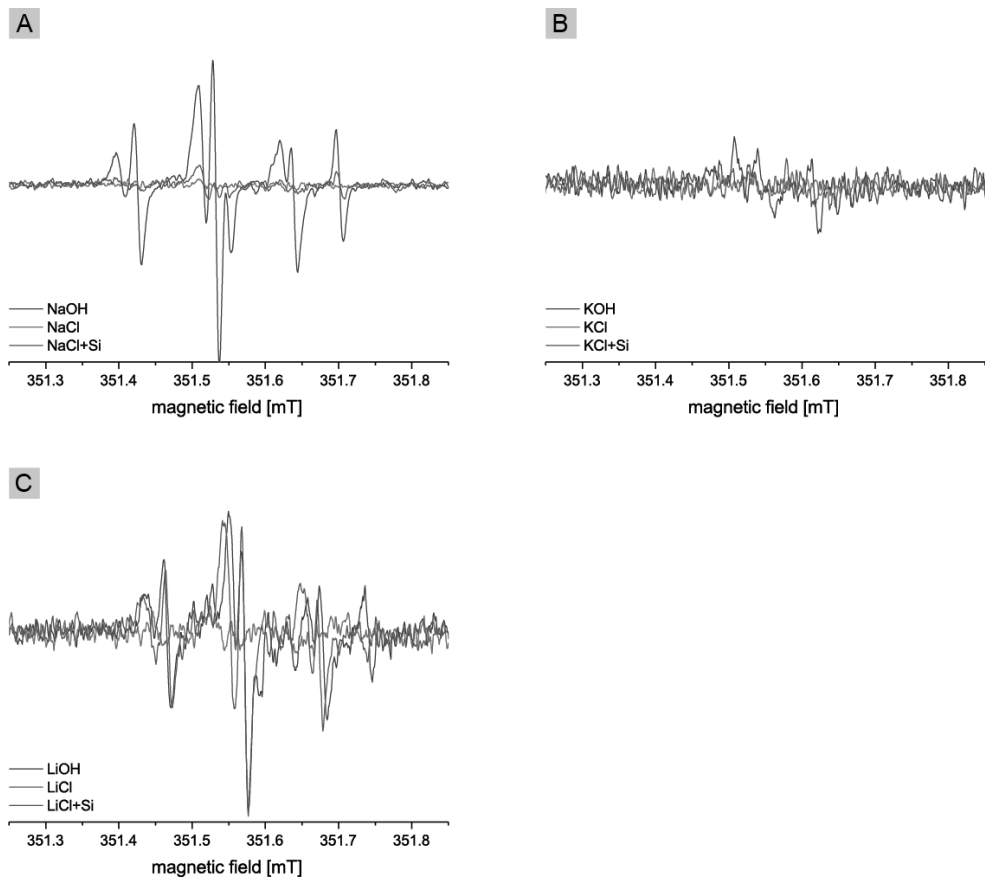 A
NaOH
NaCl
NaCl+Si
351.3 351.4 351.5 351.6 351.7 351.8
magnetic field [mT]
B
KOH
KCl
KCl+Si
351.3 351.4 351.5 351.6 351.7 351.8
magnetic field [mT]
C
LiOH
LiCl
LiCl+Si
351.3 351.4 351.5 351.6 351.7 351.8
magnetic field [mT]